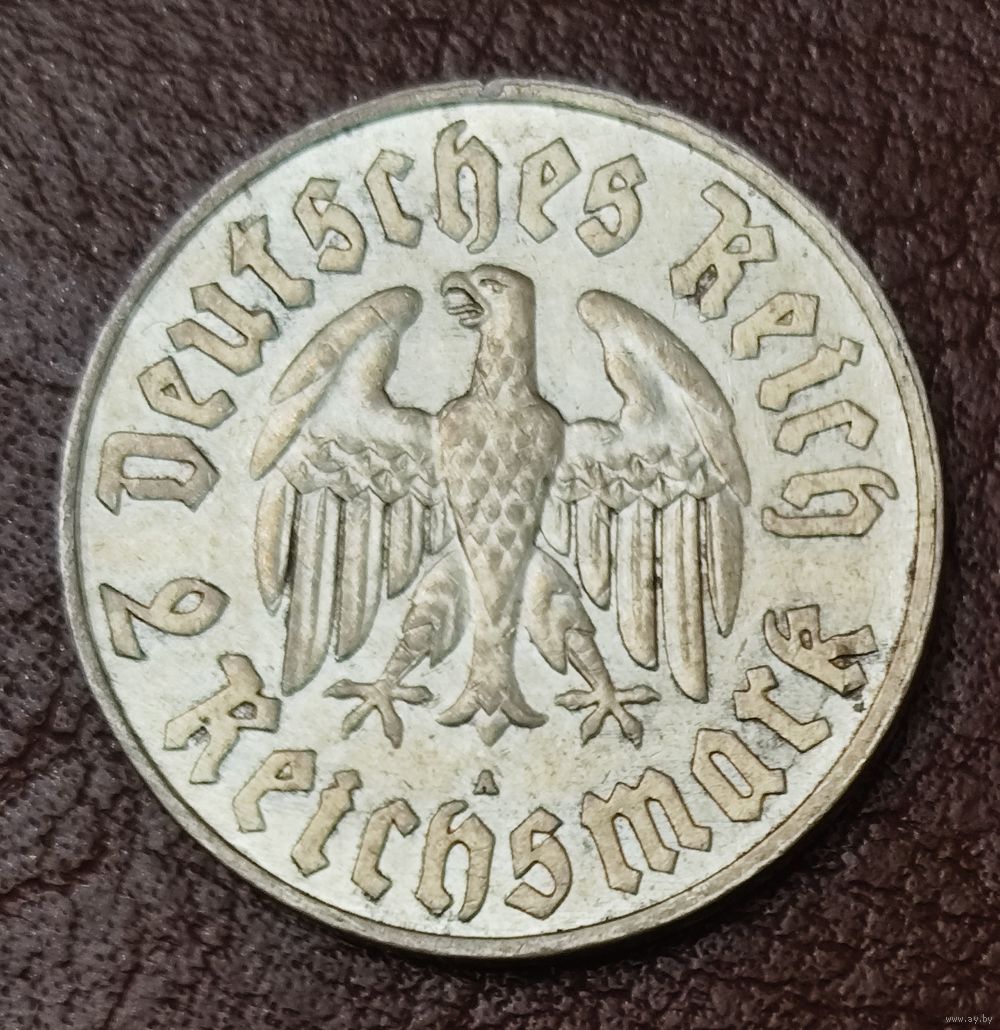 Deutsches Reich
2 Reichsmark
A
www.ay.by